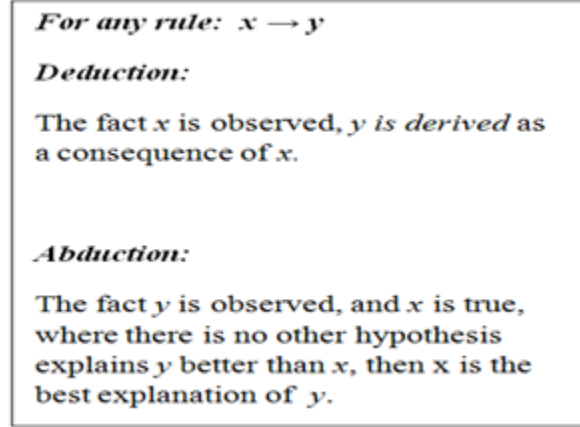 For any rule: x → y
Deduction:
The fact x is observed, y is derived as
a consequence of x.
Abduction:
The fact y is observed, and x is true,
where there is no other hypothesis
explains y better than x, then x is the
best explanation of y.